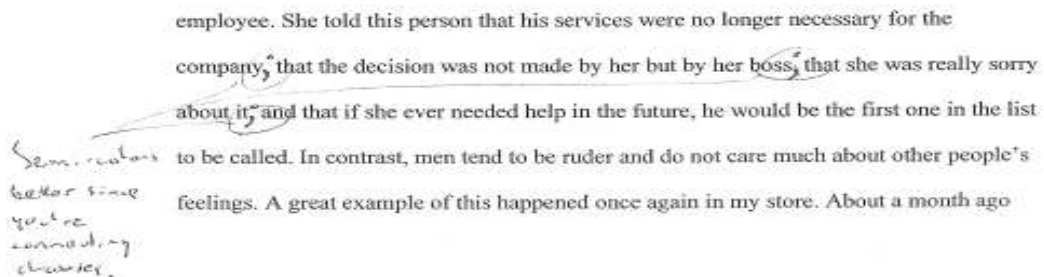 employee. She told this person that his services were no longer necessary for the
company; that the decision was not made by her but by her boss; that she was really sorry
about it; and that if she ever needed help in the future, he would be the first one in the list
to be called. In contrast, men tend to be ruder and do not care much about other people's
feelings. A great example of this happened once again in my store. About a month ago
Semi-colons
better since
you're
connecting
clauses.